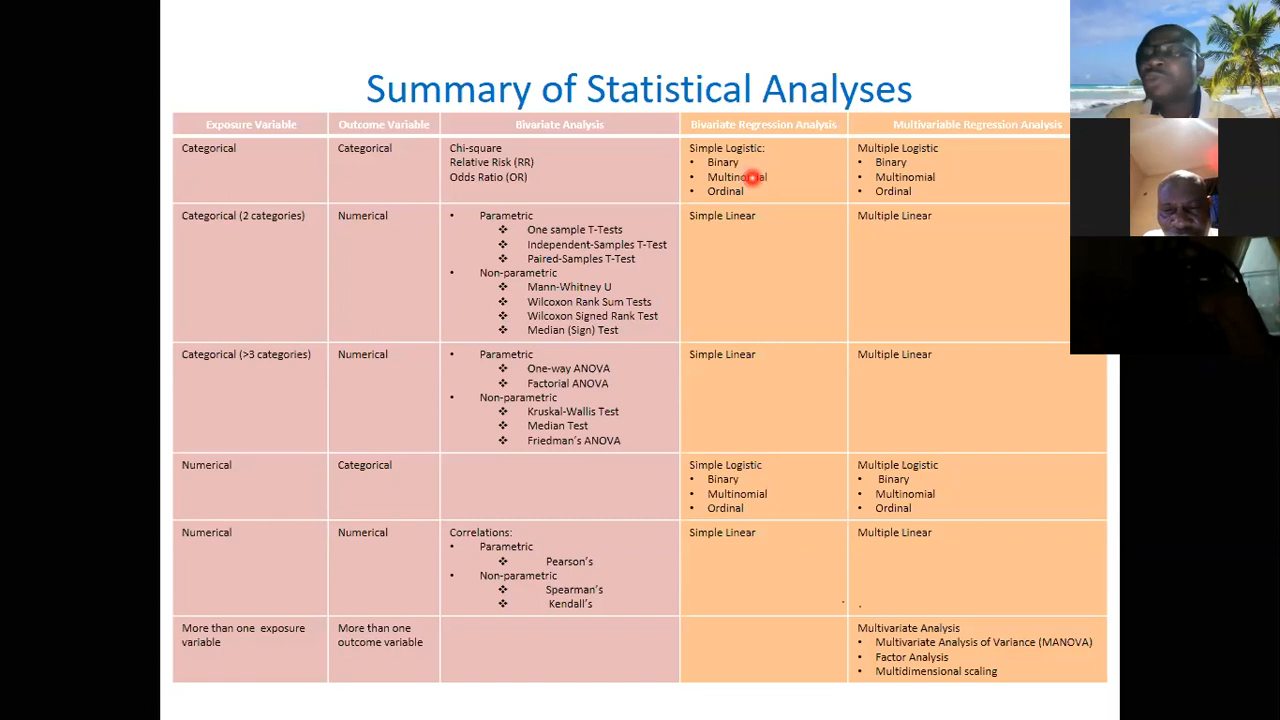 Summary of Statistical Analyses
Exposure Variable
Outcome Variable
Bivariate Analysis
Bivariate Regression Analysis
Multivariable Regression Analysis
Categorical
Categorical
Chi-square
Relative Risk (RR)
Odds Ratio (OR)
Simple Logistic:
• Binary
• Multinomial
• Ordinal
Multiple Logistic
• Binary
• Multinomial
• Ordinal
Categorical (2 categories)
Numerical
• Parametric
❖ One sample T-Tests
❖ Independent-Samples T-Test
❖ Paired-Samples T-Test
• Non-parametric
❖ Mann-Whitney U
❖ Wilcoxon Rank Sum Tests
❖ Wilcoxon Signed Rank Test
❖ Median (Sign) Test
Simple Linear
Multiple Linear
Categorical (>3 categories)
Numerical
• Parametric
❖ One-way ANOVA
❖ Factorial ANOVA
• Non-parametric
❖ Kruskal-Wallis Test
❖ Median Test
❖ Friedman's ANOVA
Simple Linear
Multiple Linear
Numerical
Categorical
Simple Logistic
• Binary
• Multinomial
• Ordinal
Multiple Logistic
• Binary
• Multinomial
• Ordinal
Numerical
Numerical
Correlations:
• Parametric
❖ Pearson's
• Non-parametric
❖ Spearman's
❖ Kendall's
Simple Linear
Multiple Linear
More than one exposure
variable
More than one
outcome variable
Multivariate Analysis
• Multivariate Analysis of Variance (MANOVA)
• Factor Analysis
• Multidimensional scaling